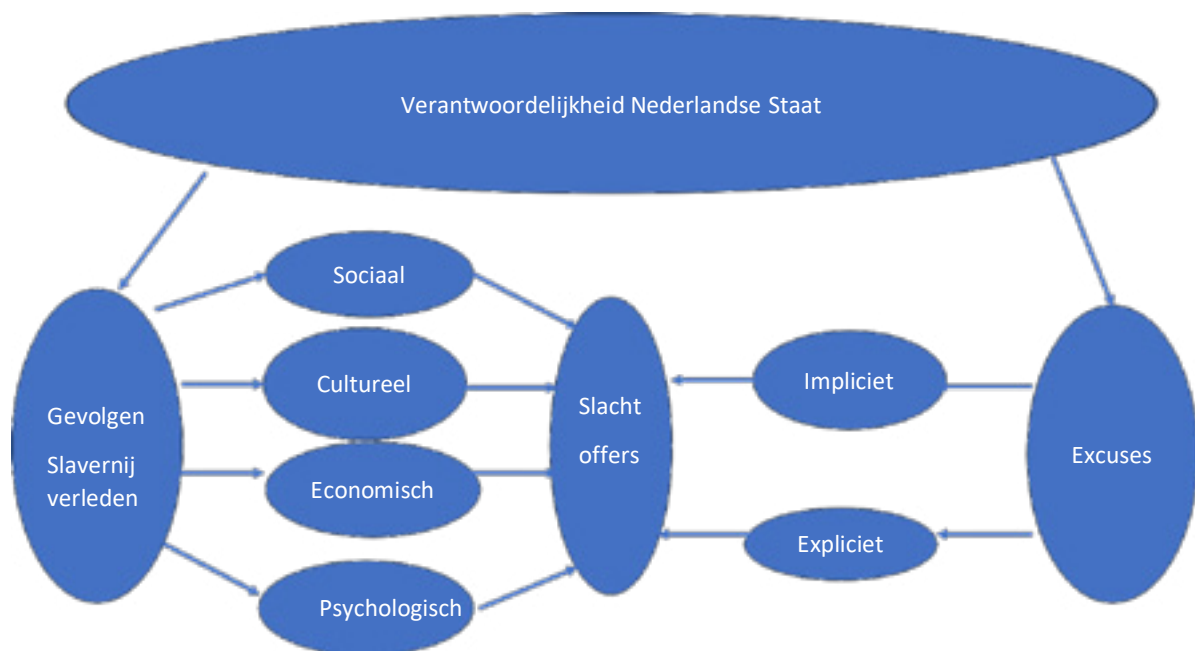 Verantwoordelijkheid Nederlandse Staat
Sociaal
Cultureel
Economisch
Psychologisch
Gevolgen
Slavernij
verleden
Slacht
offers
Impliciet
Expliciet
Excuses